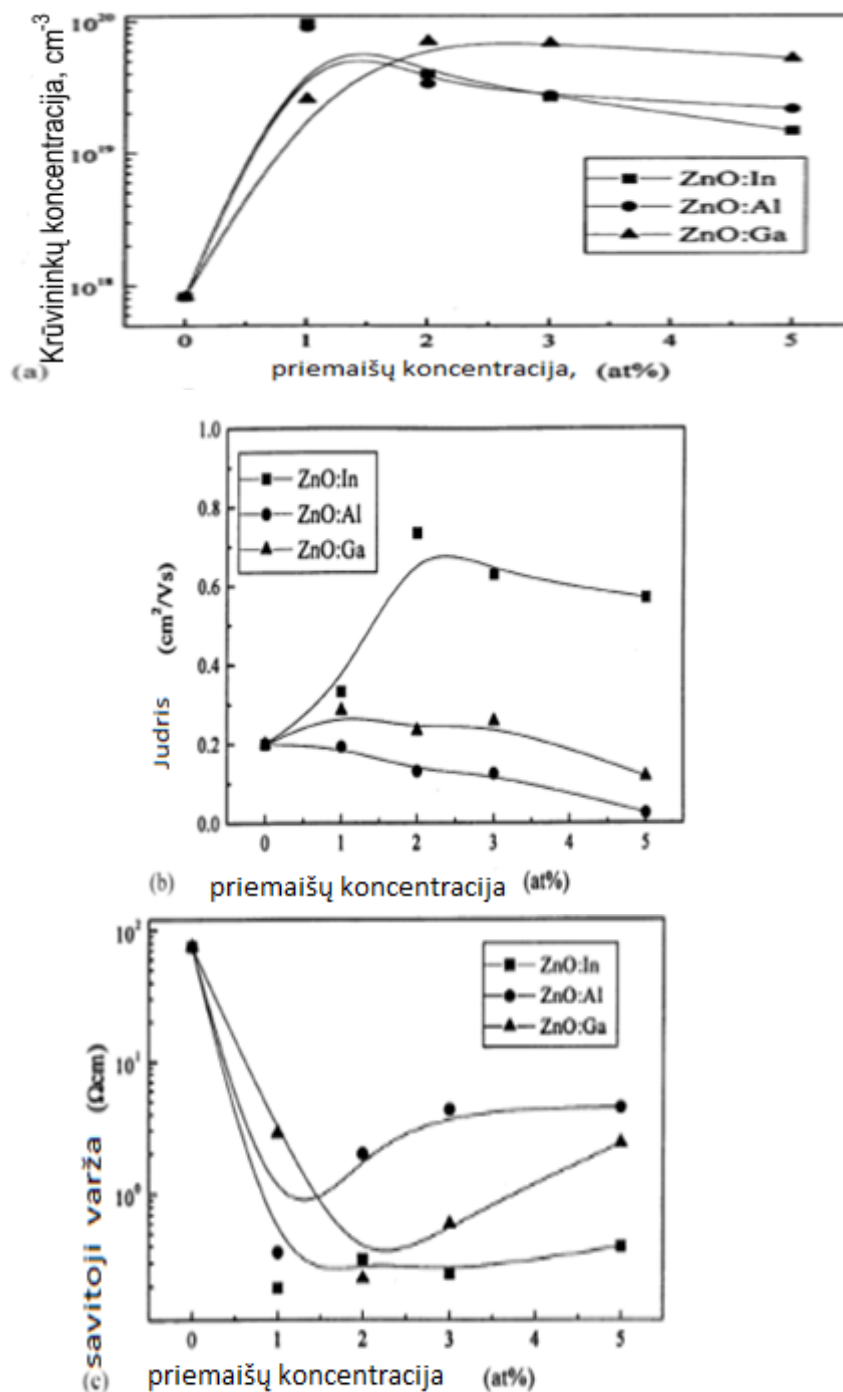 Krūvininkų koncentracija, cm-3
10²⁰
10¹⁹
10¹⁸
ZnO:In
ZnO:Al
ZnO:Ga
0 1 2 3 4 5
(a) priemaišų koncentracija, (at%)
Judris (cm²/Vs)
1.0
0.8
0.6
0.4
0.2
0.0
ZnO:In
ZnO:Al
ZnO:Ga
0 1 2 3 4 5
(b) priemaišų koncentracija (at%)
savitoji varža (Ωcm)
10²
10¹
10⁰
ZnO:In
ZnO:Al
ZnO:Ga
0 1 2 3 4 5
(c) priemaišų koncentracija (at%)